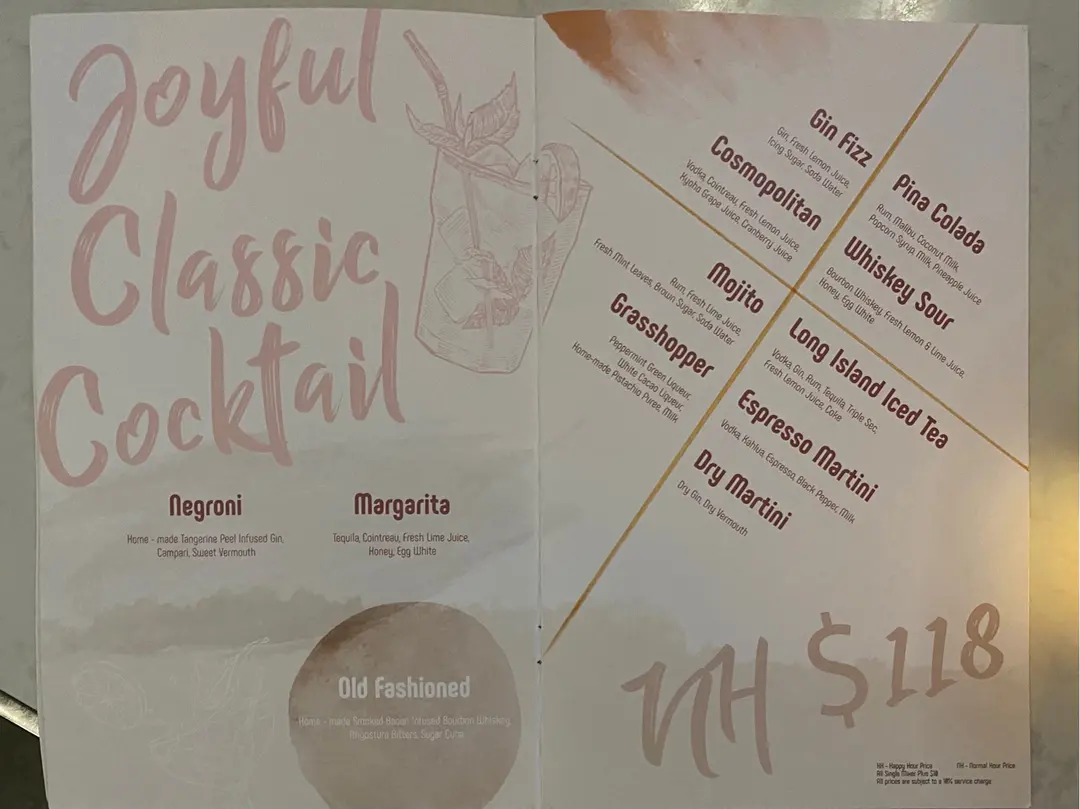 Joyful
Classic
Cocktail
Negroni
Home - made Tangerine Peel Infused Gin,
Campari, Sweet Vermouth
Margarita
Tequila, Cointreau, Fresh Lime Juice,
Honey, Egg White
Old Fashioned
Home - made Smoked Bacon Infused Bourbon Whiskey,
Angostura Bitters, Sugar Cube
Gin Fizz
Gin, Fresh Lemon Juice,
Icing Sugar, Soda Water
Cosmopolitan
Vodka, Cointreau, Fresh Lemon Juice,
Kyoho Grape Juice, Cranberry Juice
Pina Colada
Rum, Malibu, Coconut Milk,
Popcorn Syrup, Milk, Pineapple Juice
Whiskey Sour
Bourbon Whiskey, Fresh Lemon & Lime Juice,
Honey, Egg White
Mojito
Rum, Fresh Lime Juice,
Fresh Mint Leaves, Brown Sugar, Soda Water
Grasshopper
Peppermint Green Liqueur,
White Cacao Liqueur,
Home-made Pistachio Puree, Milk
Long Island Iced Tea
Vodka, Gin, Rum, Tequila, Triple Sec,
Fresh Lemon Juice, Coke
Espresso Martini
Vodka, Kahlua, Espresso, Black Pepper, Milk
Dry Martini
Dry Gin, Dry Vermouth
NH $118
HH - Happy Hour Price NH - Normal Hour Price
All Single Mixer Plus $10
All prices are subject to a 10% service charge